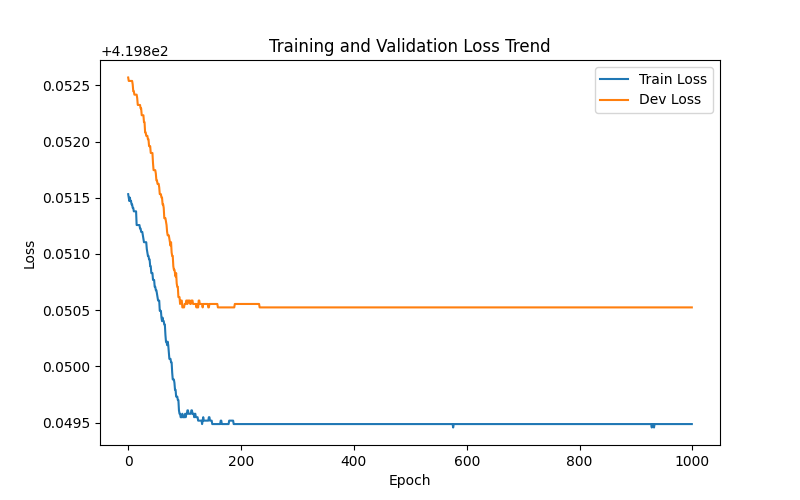 Training and Validation Loss Trend
+4.198e2
Train Loss
Dev Loss
0.0525
0.0520
0.0515
0.0510
0.0505
0.0500
0.0495
Loss
0
200
400
600
800
1000
Epoch